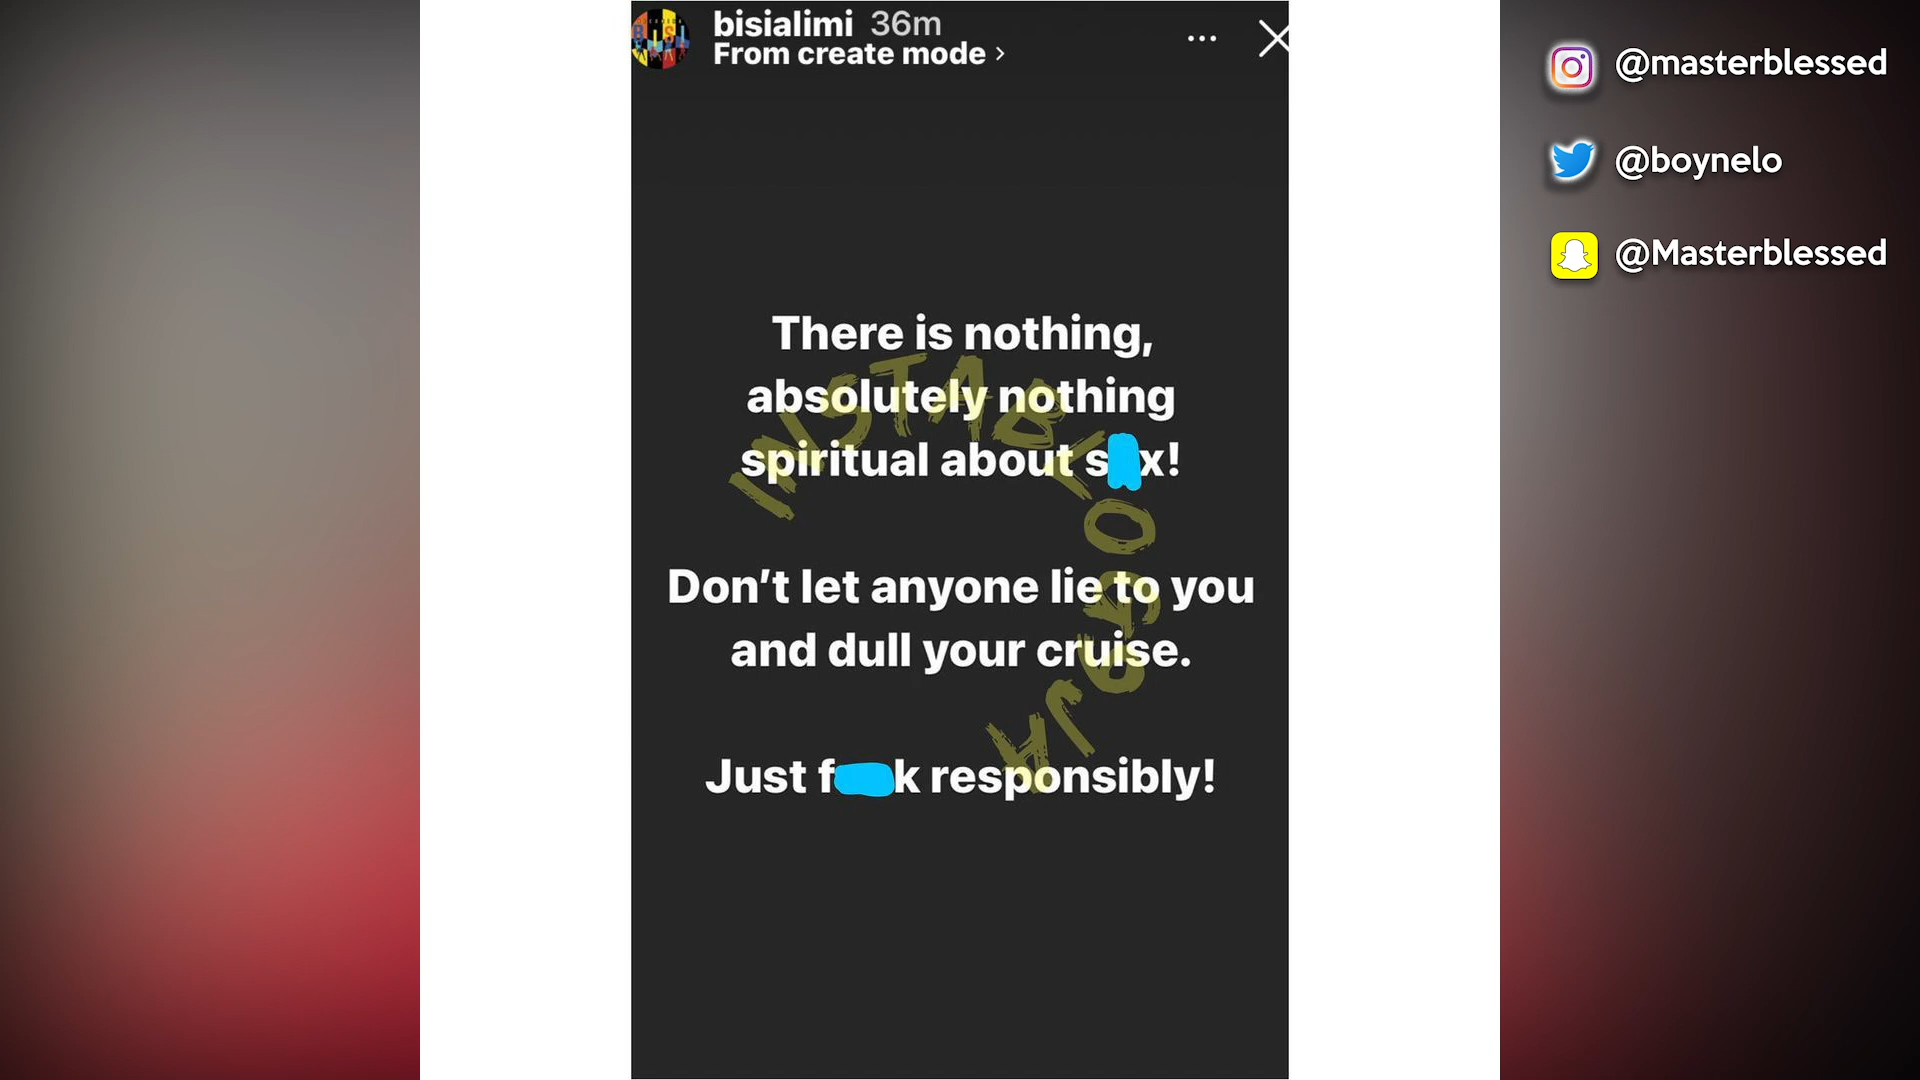 bisialimi 36m
From create mode >
There is nothing,
absolutely nothing
spiritual about s x!
Don't let anyone lie to you
and dull your cruise.
Just f k responsibly!
INSTABLOG9JA
@masterblessed
@boynelo
@Masterblessed